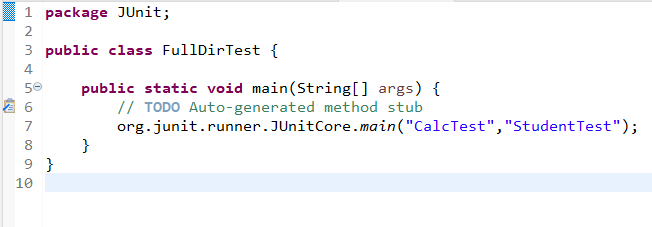 1 package JUnit;
2
3 public class FullDirTest {
4
5     public static void main(String[] args) {
6         // TODO Auto-generated method stub
7         org.junit.runner.JUnitCore.main("CalcTest","StudentTest");
8     }
9 }
10